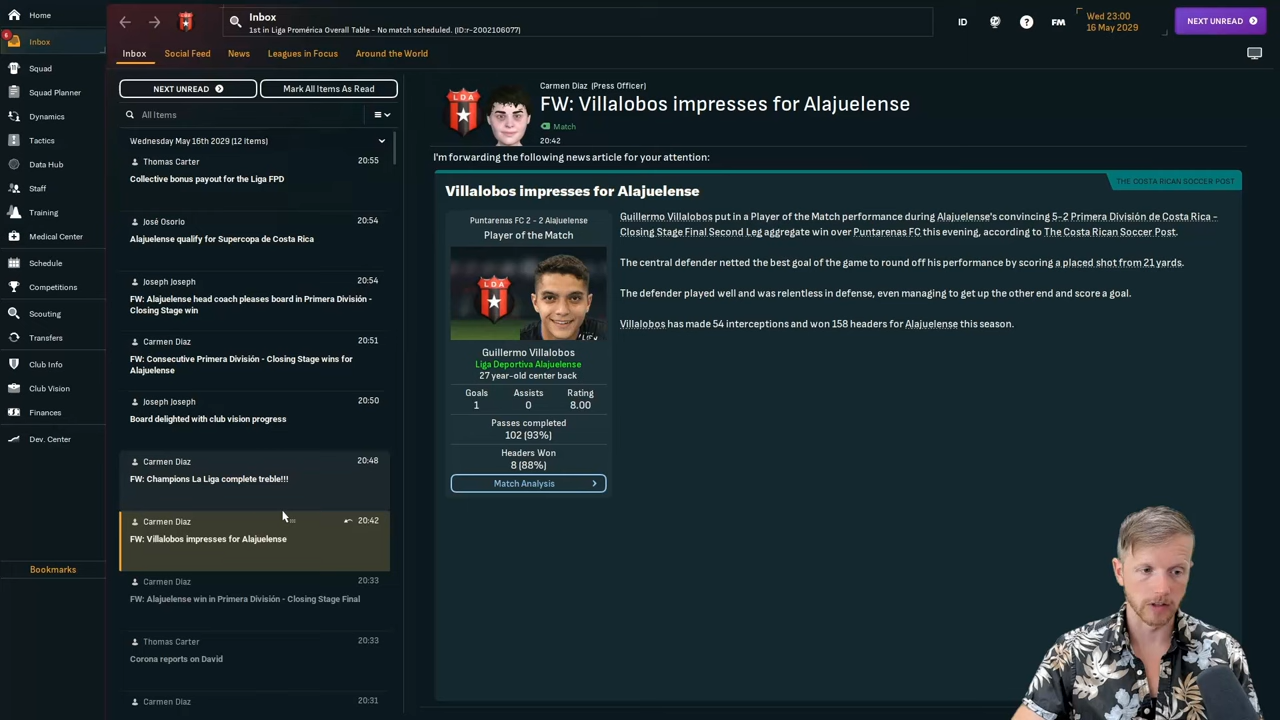 Home
6
Inbox
Squad
Squad Planner
Dynamics
Tactics
Data Hub
Staff
Training
Medical Center
Schedule
Competitions
Scouting
Transfers
Club Info
Club Vision
Finances
Dev. Center
Bookmarks
Inbox
1st in Liga Promérica Overall Table - No match scheduled. (ID:r-2002106077)
ID
?
FM
Wed 23:00
16 May 2029
NEXT UNREAD
Inbox
Social Feed
News
Leagues in Focus
Around the World
NEXT UNREAD
Mark All Items As Read
All Items
Wednesday May 16th 2029 (12 items)
Thomas Carter 20:55
Collective bonus payout for the Liga FPD
José Osorio 20:54
Alajuelense qualify for Supercopa de Costa Rica
Joseph Joseph 20:54
FW: Alajuelense head coach pleases board in Primera División -
Closing Stage win
Carmen Diaz 20:51
FW: Consecutive Primera División - Closing Stage wins for
Alajuelense
Joseph Joseph 20:50
Board delighted with club vision progress
Carmen Diaz 20:48
FW: Champions La Liga complete treble!!!
Carmen Diaz 20:42
FW: Villalobos impresses for Alajuelense
Carmen Diaz 20:33
FW: Alajuelense win in Primera División - Closing Stage Final
Thomas Carter 20:33
Corona reports on David
Carmen Diaz 20:31
LDA
Carmen Diaz (Press Officer)
FW: Villalobos impresses for Alajuelense
Match
20:42
I'm forwarding the following news article for your attention:
THE COSTA RICAN SOCCER POST
Villalobos impresses for Alajuelense
Puntarenas FC 2 - 2 Alajuelense
Player of the Match
LDA
Guillermo Villalobos
Liga Deportiva Alajuelense
27 year-old center back
Goals Assists Rating
1 0 8.00
Passes completed
102 (93%)
Headers Won
8 (88%)
Match Analysis
Guillermo Villalobos put in a Player of the Match performance during Alajuelense's convincing 5-2 Primera División de Costa Rica -
Closing Stage Final Second Leg aggregate win over Puntarenas FC this evening, according to The Costa Rican Soccer Post.
The central defender netted the best goal of the game to round off his performance by scoring a placed shot from 21 yards.
The defender played well and was relentless in defense, even managing to get up the other end and score a goal.
Villalobos has made 54 interceptions and won 158 headers for Alajuelense this season.